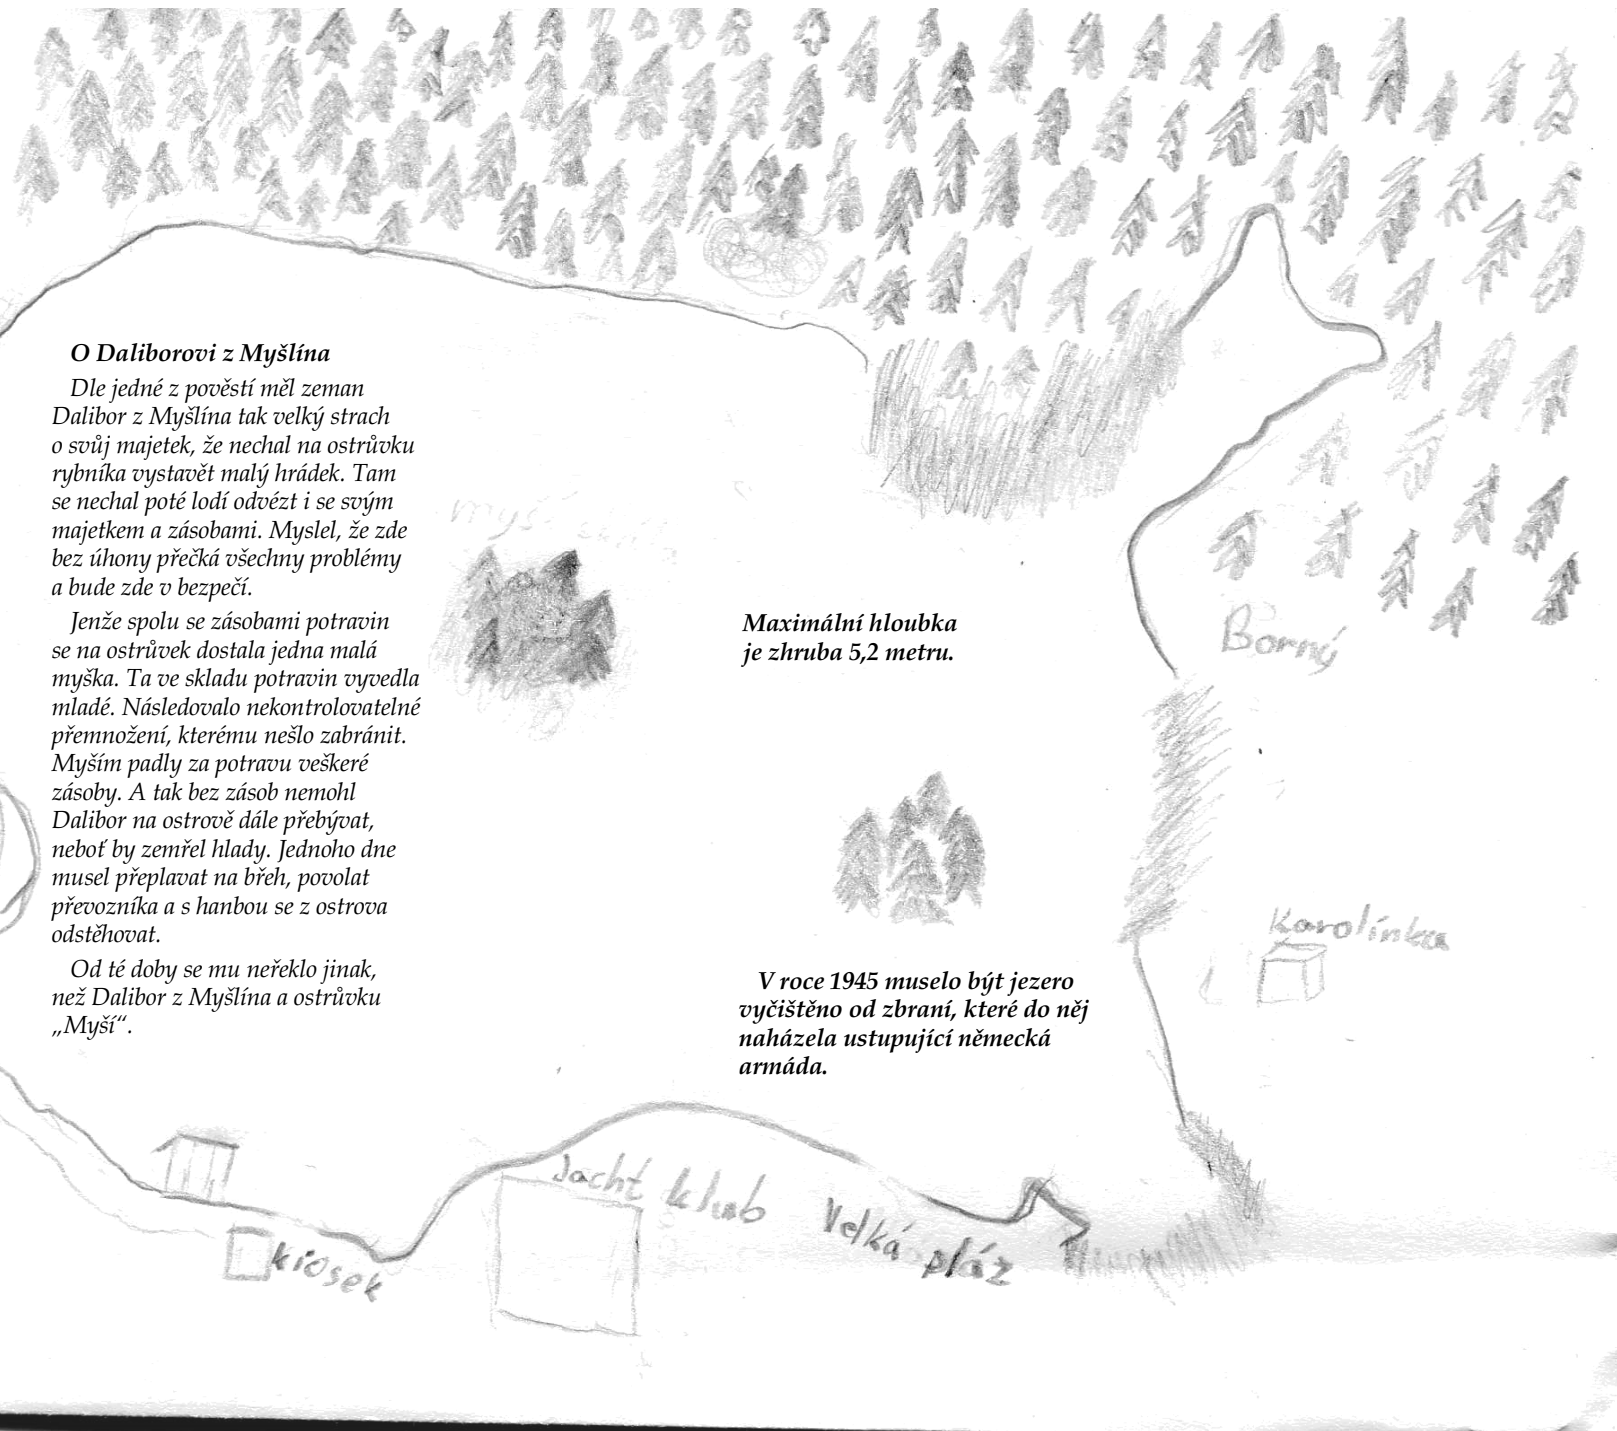 O Daliborovi z Myšlína
Dle jedné z pověstí měl zeman
Dalibor z Myšlína tak velký strach
o svůj majetek, že nechal na ostrůvku
rybníka vystavět malý hrádek. Tam
se nechal poté lodí odvézt i se svým
majetkem a zásobami. Myslel, že zde
bez úhony přečká všechny problémy
a bude zde v bezpečí.
Jenže spolu se zásobami potravin
se na ostrůvek dostala jedna malá
myška. Ta ve skladu potravin vyvedla
mladé. Následovalo nekontrolovatelné
přemnožení, kterému nešlo zabránit.
Myším padly za potravu veškeré
zásoby. A tak bez zásob nemohl
Dalibor na ostrově dále přebývat,
neboť by zemřel hlady. Jednoho dne
musel přeplavat na břeh, povolat
převozníka a s hanbou se z ostrova
odstěhovat.
Od té doby se mu neřeklo jinak,
než Dalibor z Myšlína a ostrůvku
„Myší“.
Maximální hloubka
je zhruba 5,2 metru.
Borný
Karolínka
V roce 1945 muselo být jezero
vyčištěno od zbraní, které do něj
naházela ustupující německá
armáda.
Jacht klub
Velká pláž
kiosek